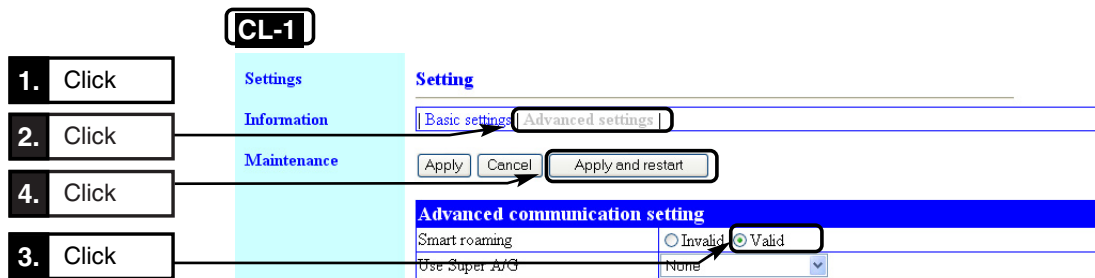 CL-1
1. Click
Settings
Setting
Information
| Basic settings | Advanced settings |
2. Click
Maintenance
Apply Cancel Apply and restart
4. Click
Advanced communication setting
Smart roaming Invalid Valid
3. Click
Use Super A/G None